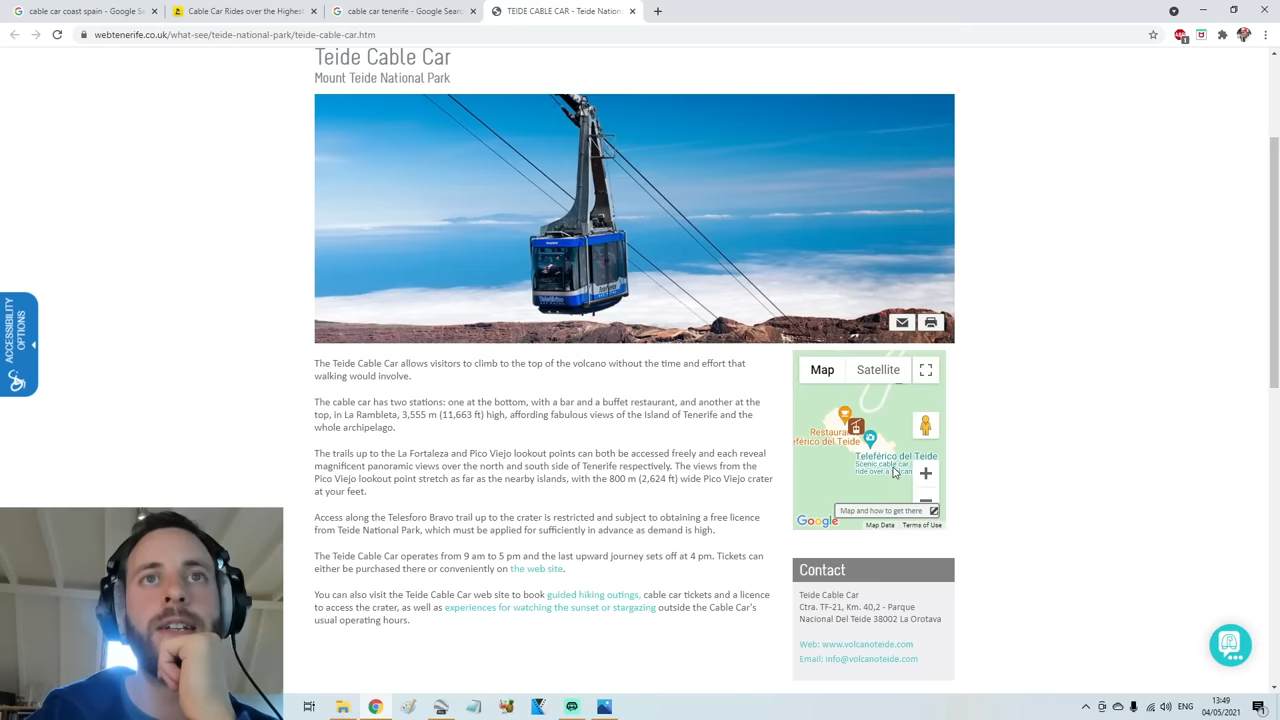 google cable car coast spain - Google S
Cable Car Rides over the Highest
google car tenerife - Google Searc
TEIDE CABLE CAR - Teide Nation
webtenerife.co.uk/what-see/teide-national-park/teide-cable-car.htm
Teide Cable Car
Mount Teide National Park
ACCESSIBILITY
OPTIONS
The Teide Cable Car allows visitors to climb to the top of the volcano without the time and effort that
walking would involve.
The cable car has two stations: one at the bottom, with a bar and a buffet restaurant, and another at the
top, in La Rambleta, 3,555 m (11,663 ft) high, affording fabulous views of the Island of Tenerife and the
whole archipelago.
The trails up to the La Fortaleza and Pico Viejo lookout points can both be accessed freely and each reveal
magnificent panoramic views over the north and south side of Tenerife respectively. The views from the
Pico Viejo lookout point stretch as far as the nearby islands, with the 800 m (2,624 ft) wide Pico Viejo crater
at your feet.
Access along the Telesforo Bravo trail up to the crater is restricted and subject to obtaining a free licence
from Teide National Park, which must be applied for sufficiently in advance as demand is high.
The Teide Cable Car operates from 9 am to 5 pm and the last upward journey sets off at 4 pm. Tickets can
either be purchased there or conveniently on the web site.
You can also visit the Teide Cable Car web site to book guided hiking outings, cable car tickets and a licence
to access the crater, as well as experiences for watching the sunset or stargazing outside the Cable Car's
usual operating hours.
Map Satellite
Restaura
eférico del Teide
Teleférico del Teide
Scenic cable car
ride over a
Map and how to get there
Google
Map Data Terms of Use
Contact
Teide Cable Car
Ctra. TF-21, Km. 40,2 - Parque
Nacional Del Teide 38002 La Orotava
Web: www.volcanoteide.com
Email: info@volcanoteide.com
ENG
13:49
04/05/2021